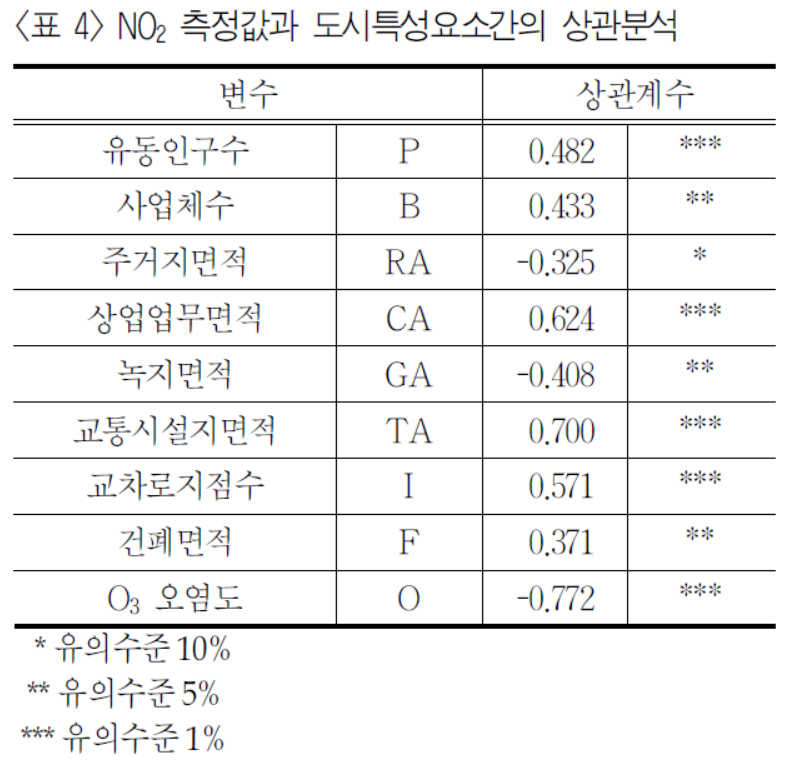 <표 4> NO₂ 측정값과 도시특성요소간의 상관분석
변수 상관계수
유동인구수 P 0.482 ***
사업체수 B 0.433 **
주거지면적 RA -0.325 *
상업업무면적 CA 0.624 ***
녹지면적 GA -0.408 **
교통시설지면적 TA 0.700 ***
교차로지점수 I 0.571 ***
건폐면적 F 0.371 **
O₃ 오염도 O -0.772 ***
* 유의수준 10%
** 유의수준 5%
*** 유의수준 1%